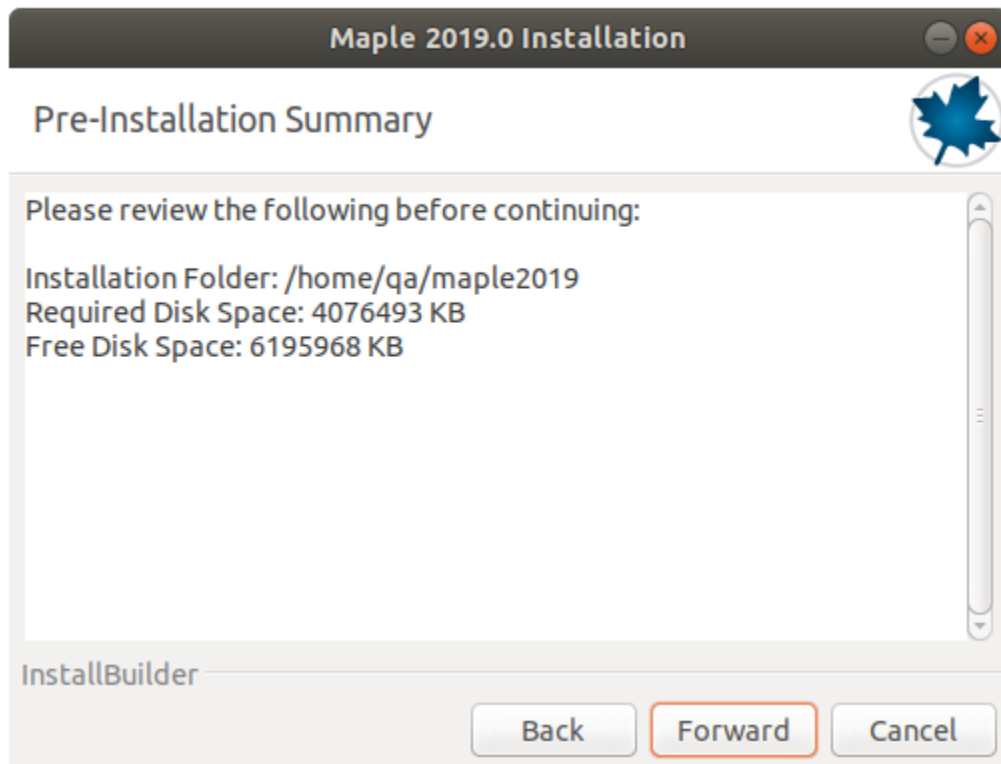 Maple 2019.0 Installation
Pre-Installation Summary
Please review the following before continuing:
Installation Folder: /home/qa/maple2019
Required Disk Space: 4076493 KB
Free Disk Space: 6195968 KB
InstallBuilder
Back Forward Cancel